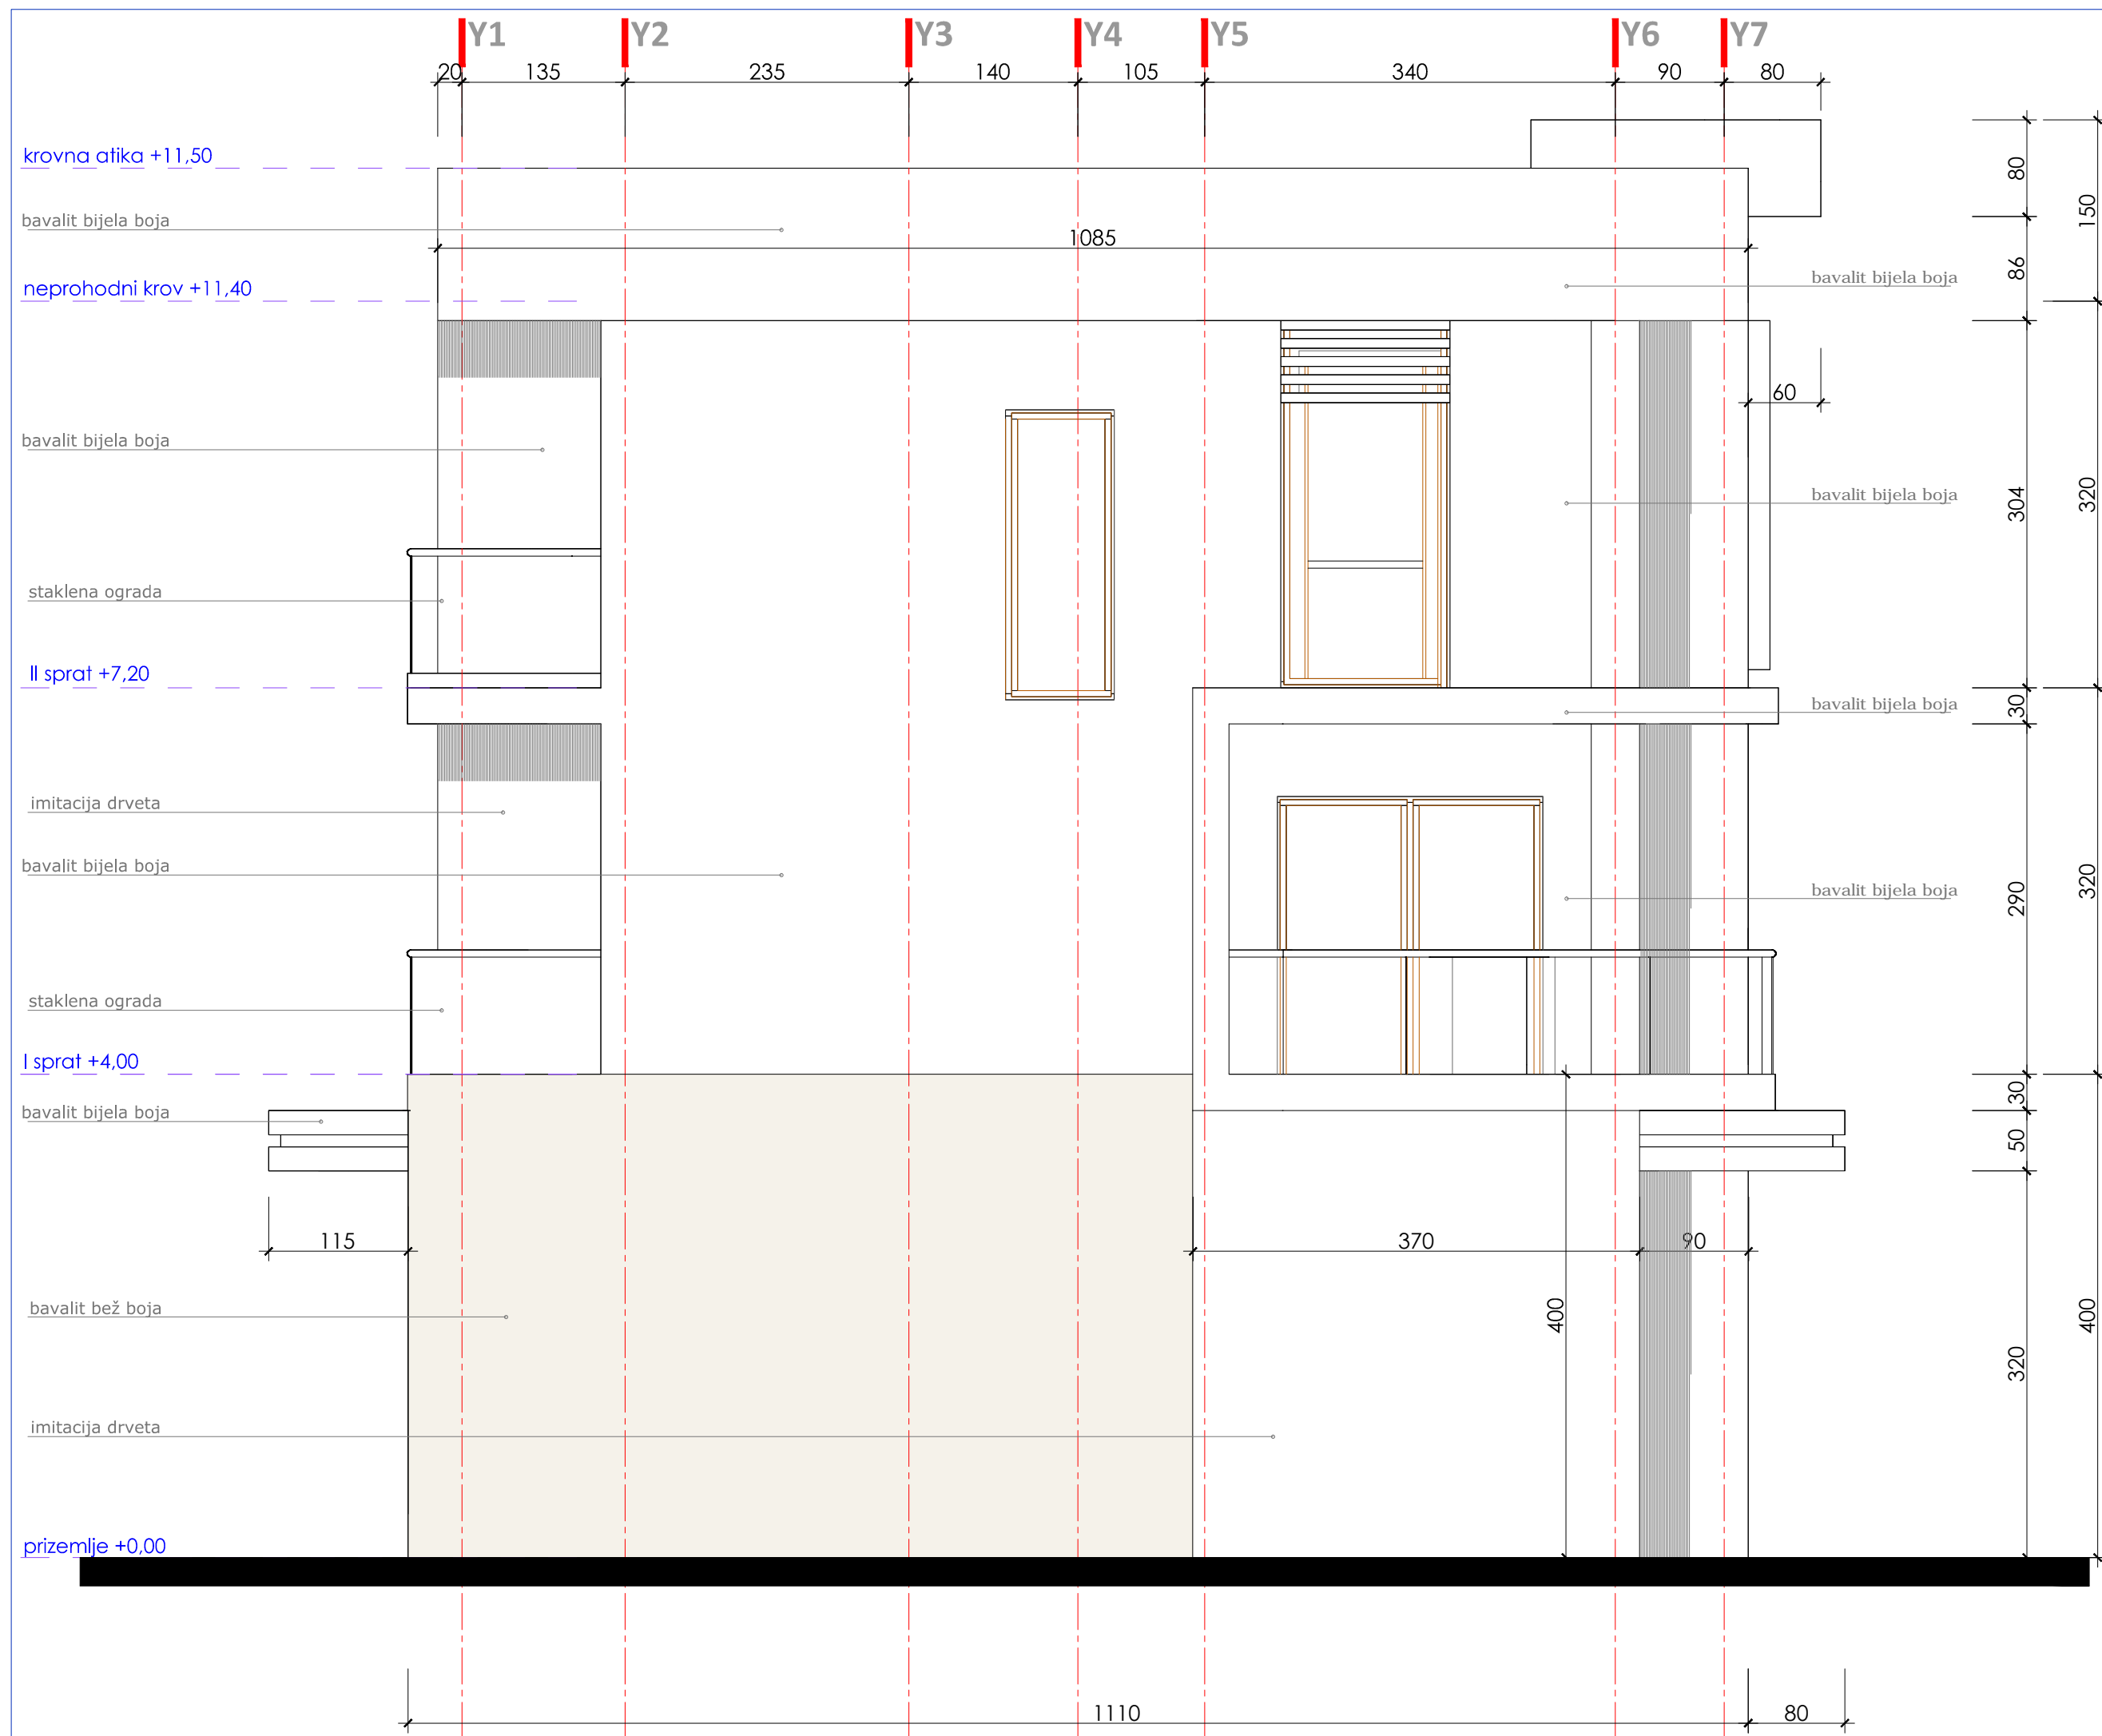 Y1 Y2 Y3 Y4 Y5 Y6 Y7
20 135 235 140 105 340 90 80
krovna atika +11,50
80
150
bavalit bijela boja
1085
86
bavalit bijela boja
neprohodni krov +11,40
60
bavalit bijela boja
bavalit bijela boja
304
320
staklena ograda
II sprat +7,20
bavalit bijela boja
30
imitacija drveta
bavalit bijela boja
bavalit bijela boja
290
320
staklena ograda
I sprat +4,00
30
bavalit bijela boja
50
115
370
90
bavalit bež boja
400
400
320
imitacija drveta
prizemlje +0,00
1110
80